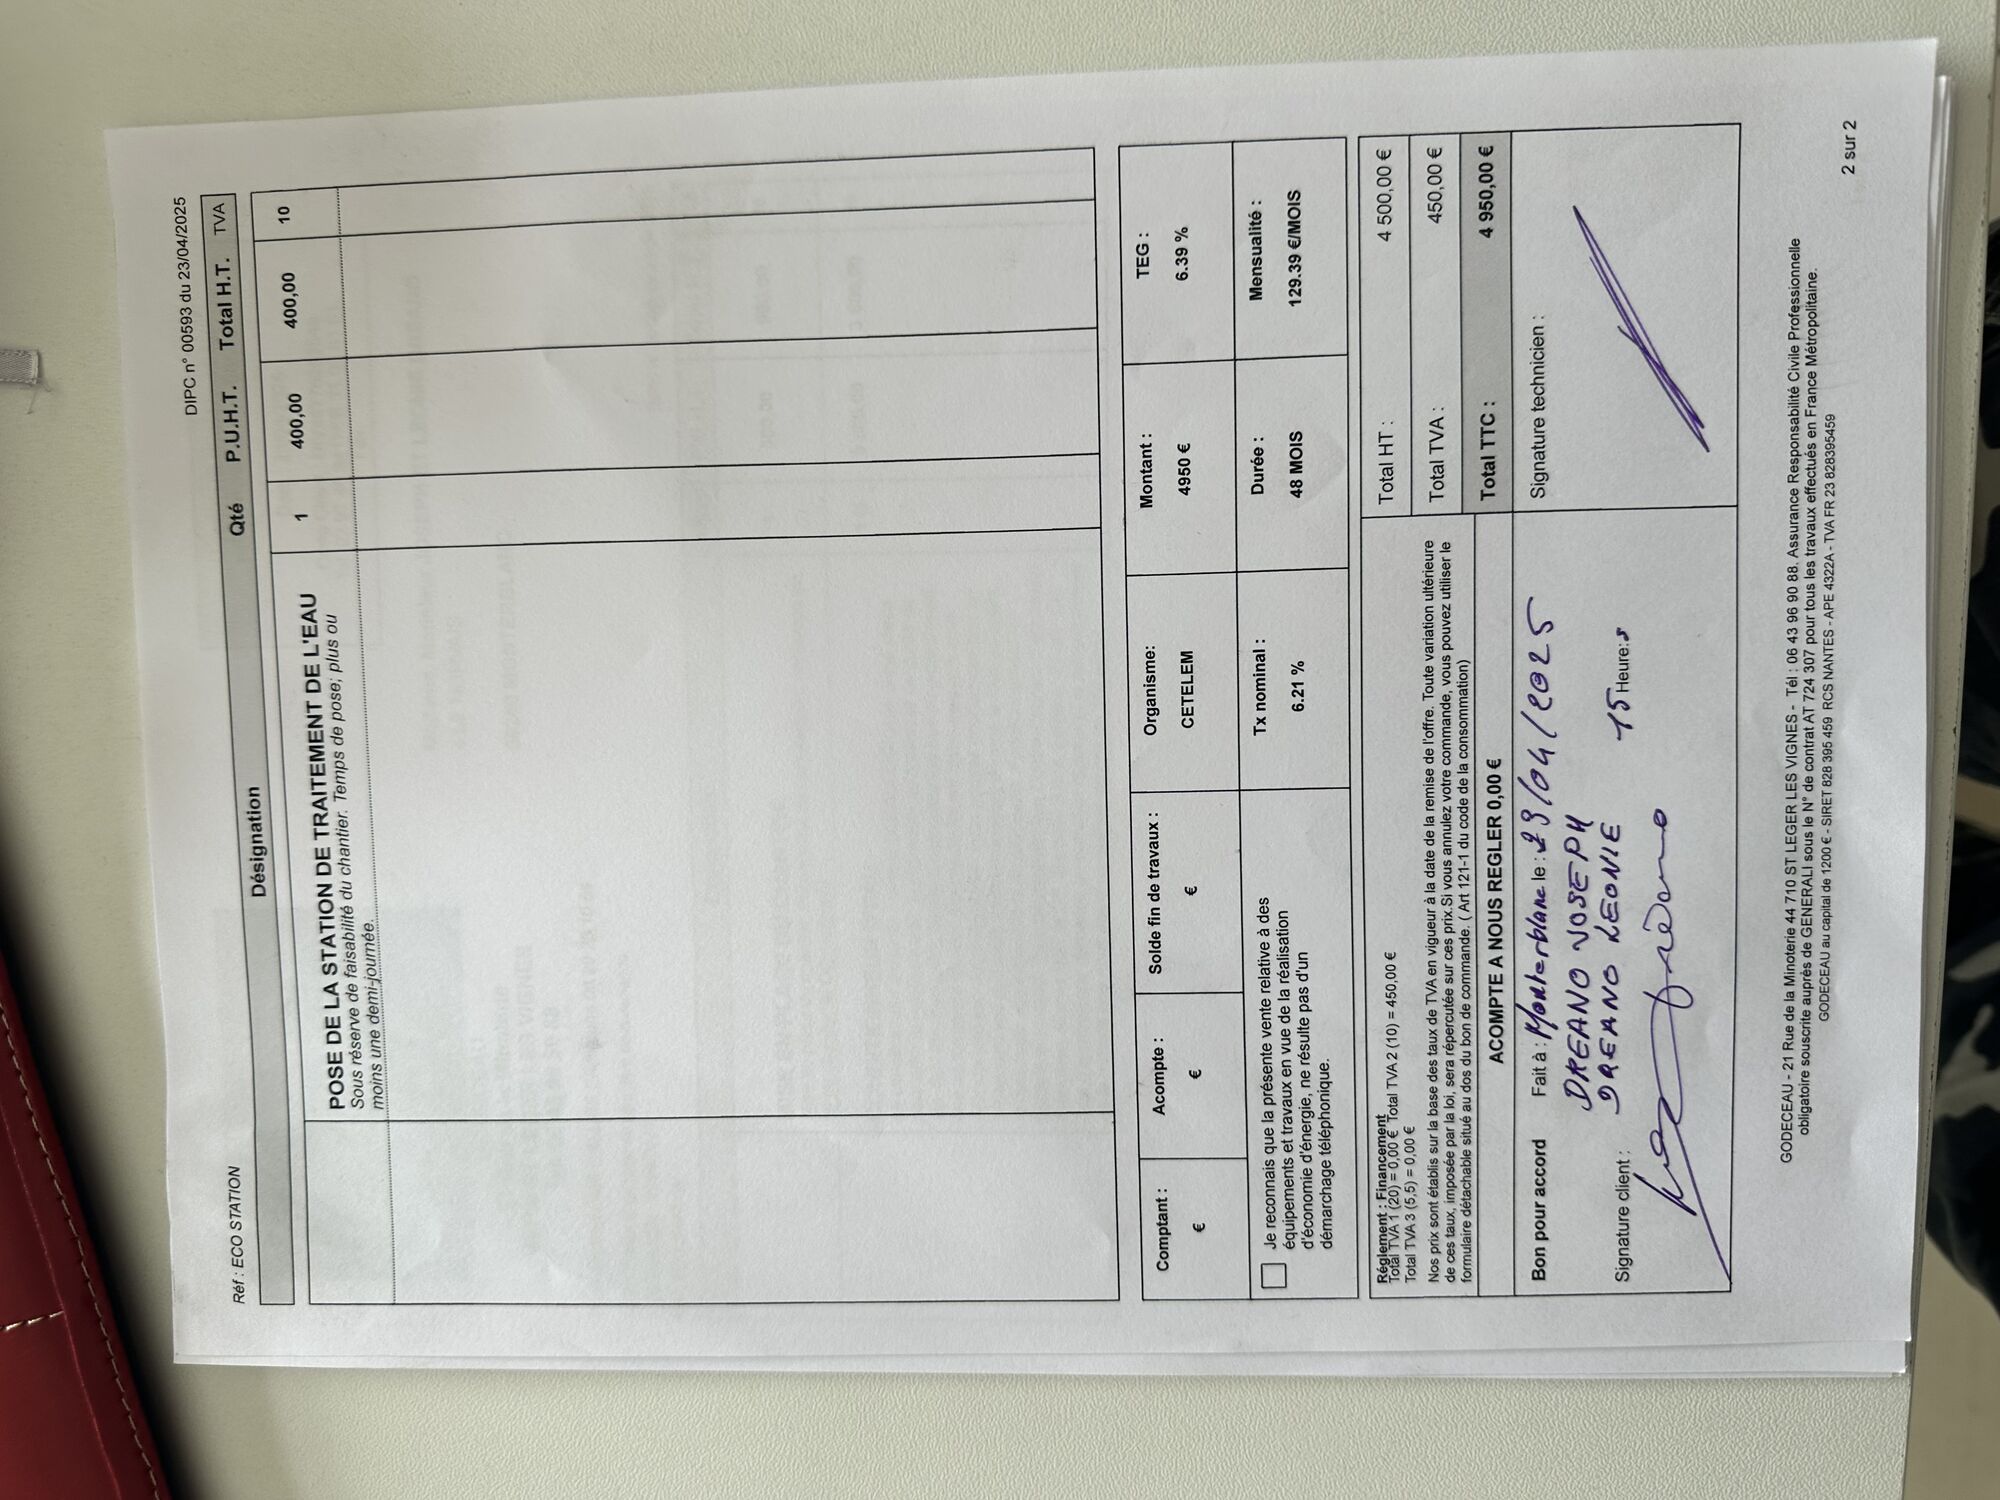 Réf : ECO STATION
DIPC n° 00593 du 23/04/2025
Désignation Qté P.U.H.T. Total H.T. TVA
POSE DE LA STATION DE TRAITEMENT DE L'EAU 1 400,00 400,00 10
Sous réserve de faisabilité du chantier. Temps de pose; plus ou
moins une demi-journée.
Comptant : Acompte : Solde fin de travaux : Organisme: Montant : TEG :
€ € € CETELEM 4950 € 6.39 %
Je reconnais que la présente vente relative à des
équipements et travaux en vue de la réalisation
d'économie d'énergie, ne résulte pas d'un
démarchage téléphonique.
Tx nominal : Durée : Mensualité :
6.21 % 48 MOIS 129.39 €/MOIS
Réglement : Financement
Total TVA 1 (20) = 0,00 € Total TVA 2 (10) = 450,00 €
Total TVA 3 (5,5) = 0,00 €
Nos prix sont établis sur la base des taux de TVA en vigueur à la date de la remise de l'offre. Toute variation ultérieure
de ces taux, imposée par la loi, sera répercutée sur ces prix.Si vous annulez votre commande, vous pouvez utiliser le
formulaire détachable situé au dos du bon de commande. ( Art 121-1 du code de la consommation)
Total HT : 4 500,00 €
Total TVA : 450,00 €
Total TTC : 4 950,00 €
ACOMPTE A NOUS REGLER 0,00 €
Bon pour accord Fait à : Monterblanc le : 23/04/2025
DREANO JOSEPH
DREANO LEONIE
Signature client : 15 Heure:s
Signature technicien :
GODECEAU - 21 Rue de la Minoterie 44 710 ST LEGER LES VIGNES - Tél : 06 43 96 90 88. Assurance Responsabilité Civile Professionnelle
obligatoire souscrite auprès de GENERALI sous le N° de contrat AT 724 307 pour tous les travaux effectués en France Métropolitaine.
GODECEAU au capital de 1200 € - SIRET 828 395 459 RCS NANTES - APE 4322A - TVA FR 23 828395459
2 sur 2